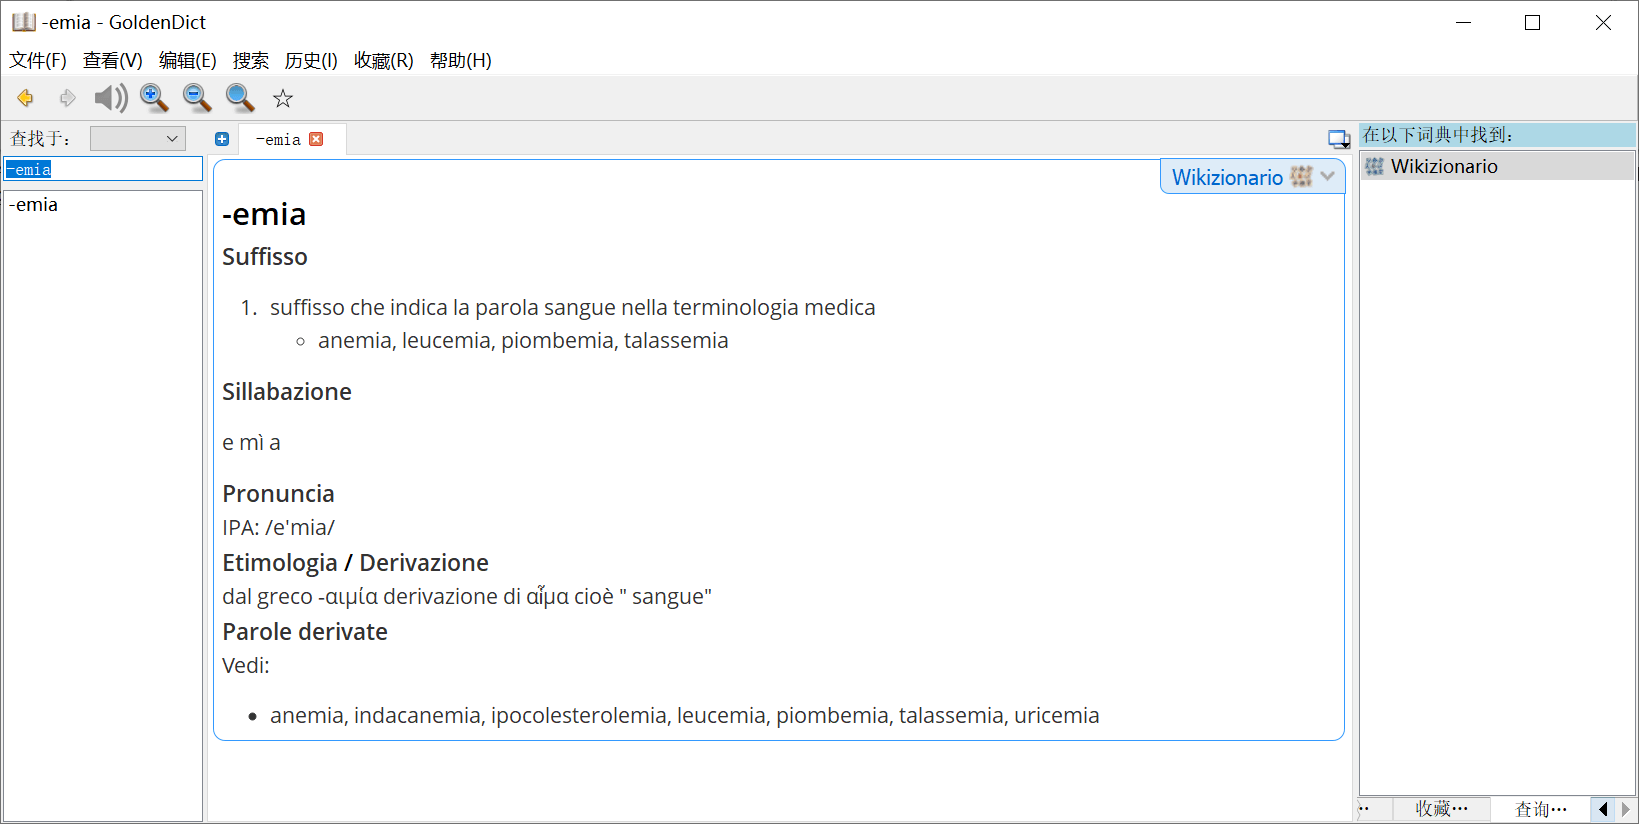 -emia - GoldenDict
文件(F) 查看(V) 编辑(E) 搜索 历史(I) 收藏(R) 帮助(H)
查找于:
-emia
在以下词典中找到:
-emia
Wikizionario
-emia
Wikizionario
-emia
Suffisso
1. suffisso che indica la parola sangue nella terminologia medica
anemia, leucemia, piombemia, talassemia
Sillabazione
e mì a
Pronuncia
IPA: /e'mia/
Etimologia / Derivazione
dal greco -αιμία derivazione di αἷμα cioè " sangue"
Parole derivate
Vedi:
anemia, indacanemia, ipocolesterolemia, leucemia, piombemia, talassemia, uricemia
收藏… 查询…